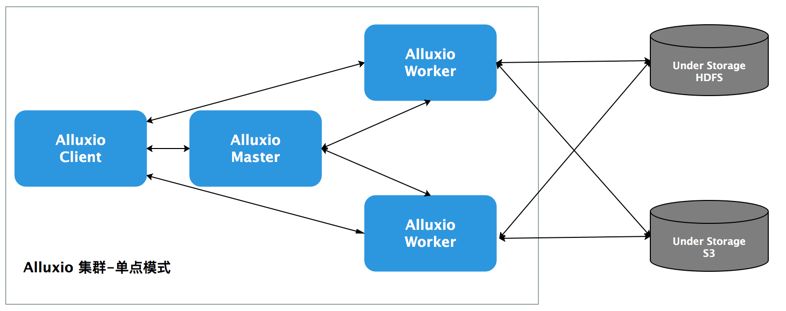 Alluxio
Worker
Under Storage
HDFS
Alluxio
Client
Alluxio
Master
Alluxio
Worker
Under Storage
S3
Alluxio 集群-单点模式